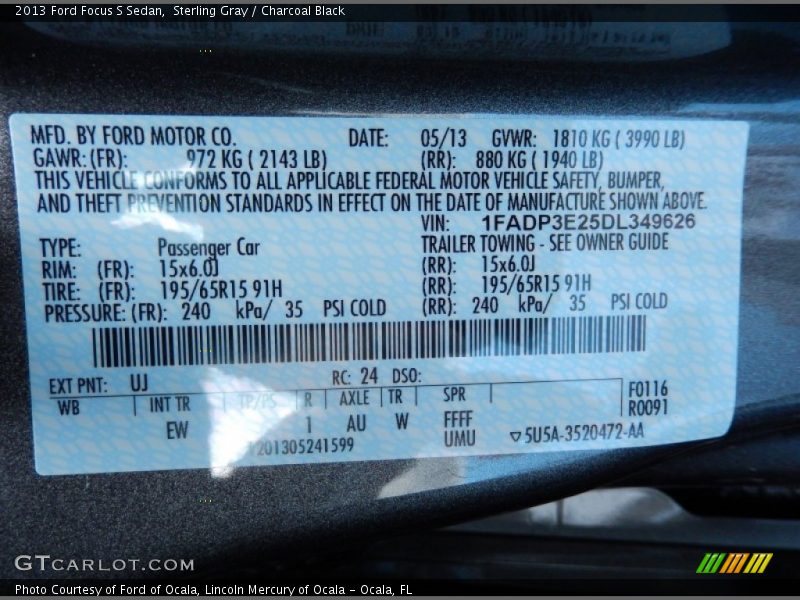 2013 Ford Focus S Sedan,  Sterling Gray / Charcoal Black
MFD. BY FORD MOTOR CO. DATE: 05/13 GVWR: 1810 KG ( 3990 LB)
GAWR: (FR): 972 KG ( 2143 LB) (RR): 880 KG ( 1940 LB)
THIS VEHICLE CONFORMS TO ALL APPLICABLE FEDERAL MOTOR VEHICLE SAFETY, BUMPER,
AND THEFT PREVENTION STANDARDS IN EFFECT ON THE DATE OF MANUFACTURE SHOWN ABOVE.
VIN: 1FADP3E25DL349626
TYPE: Passenger Car TRAILER TOWING - SEE OWNER GUIDE
RIM: (FR): 15x6.0J (RR): 15x6.0J
TIRE: (FR): 195/65R15 91H (RR): 195/65R15 91H
PRESSURE: (FR): 240 kPa/ 35 PSI COLD (RR): 240 kPa/ 35 PSI COLD
EXT PNT: UJ RC: 24 DSO:
WB INT TR TP/PS R AXLE TR SPR F0116
EW 1 AU W FFFF R0091
UMU ▽5U5A-3520472-AA
201305241599
GTCARLOT.COM
Photo Courtesy of Ford of Ocala, Lincoln Mercury of Ocala - Ocala, FL